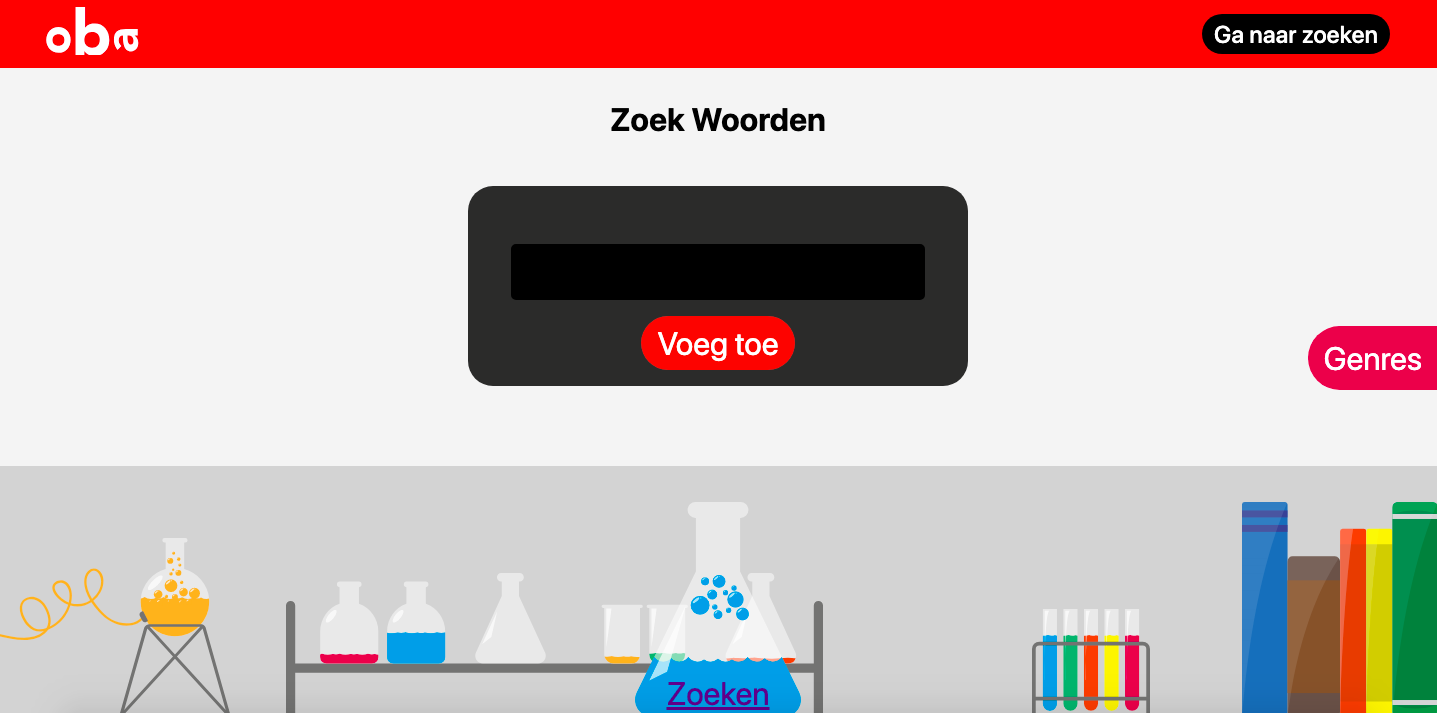 oba
Ga naar zoeken
Zoek Woorden
Voeg toe
Genres
Zoeken